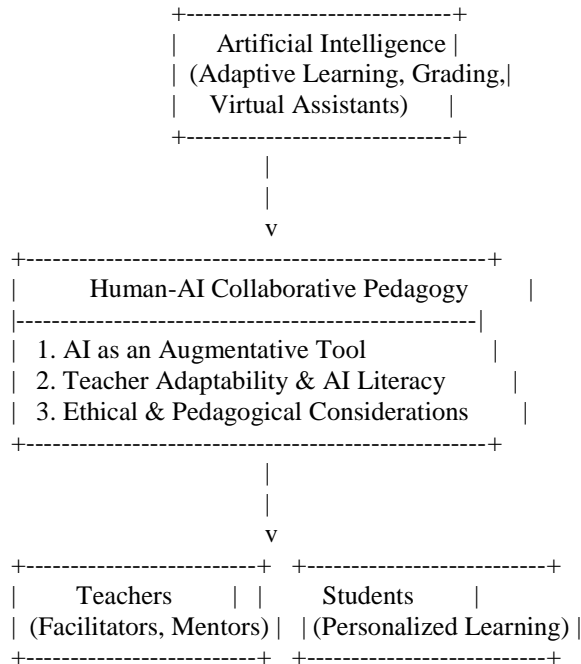 +------------------------------+
| Artificial Intelligence |
| (Adaptive Learning, Grading,|
| Virtual Assistants) |
+------------------------------+
|
|
v
+----------------------------------------------------+
| Human-AI Collaborative Pedagogy |
|----------------------------------------------------|
| 1. AI as an Augmentative Tool |
| 2. Teacher Adaptability & AI Literacy |
| 3. Ethical & Pedagogical Considerations |
+----------------------------------------------------+
|
|
v
+--------------------------+ +---------------------------+
| Teachers | | Students |
| (Facilitators, Mentors) | | (Personalized Learning) |
+--------------------------+ +---------------------------+